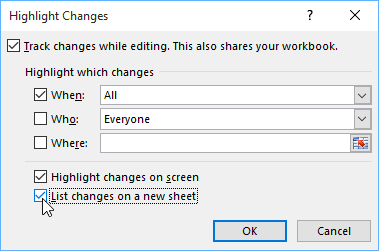 Highlight Changes
?
Track changes while editing. This also shares your workbook.
Highlight which changes
When: All
Who: Everyone
Where:
Highlight changes on screen
List changes on a new sheet
OK Cancel